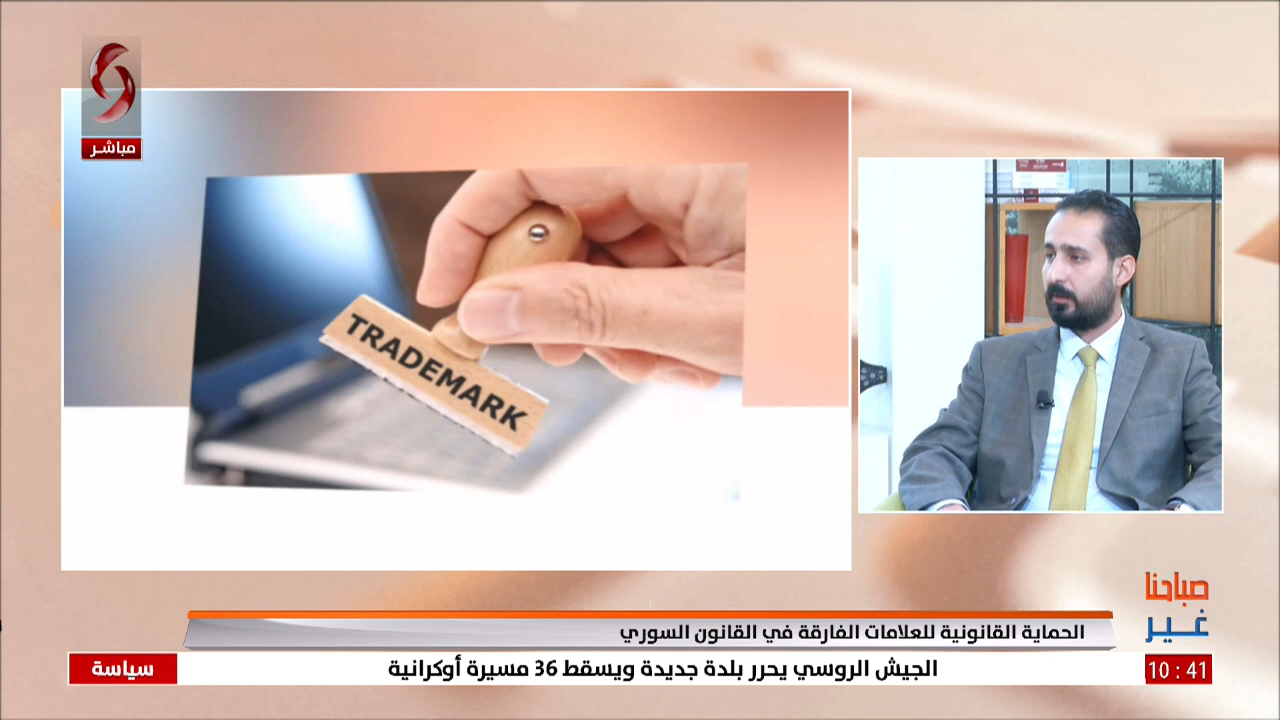 مباشر
TRADEMARK
صباحنا
غير
الحماية القانونية للعلامات الفارقة في القانون السوري
سياسة
الجيش الروسي يحرر بلدة جديدة ويسقط 36 مسيرة أوكرانية
10 : 41